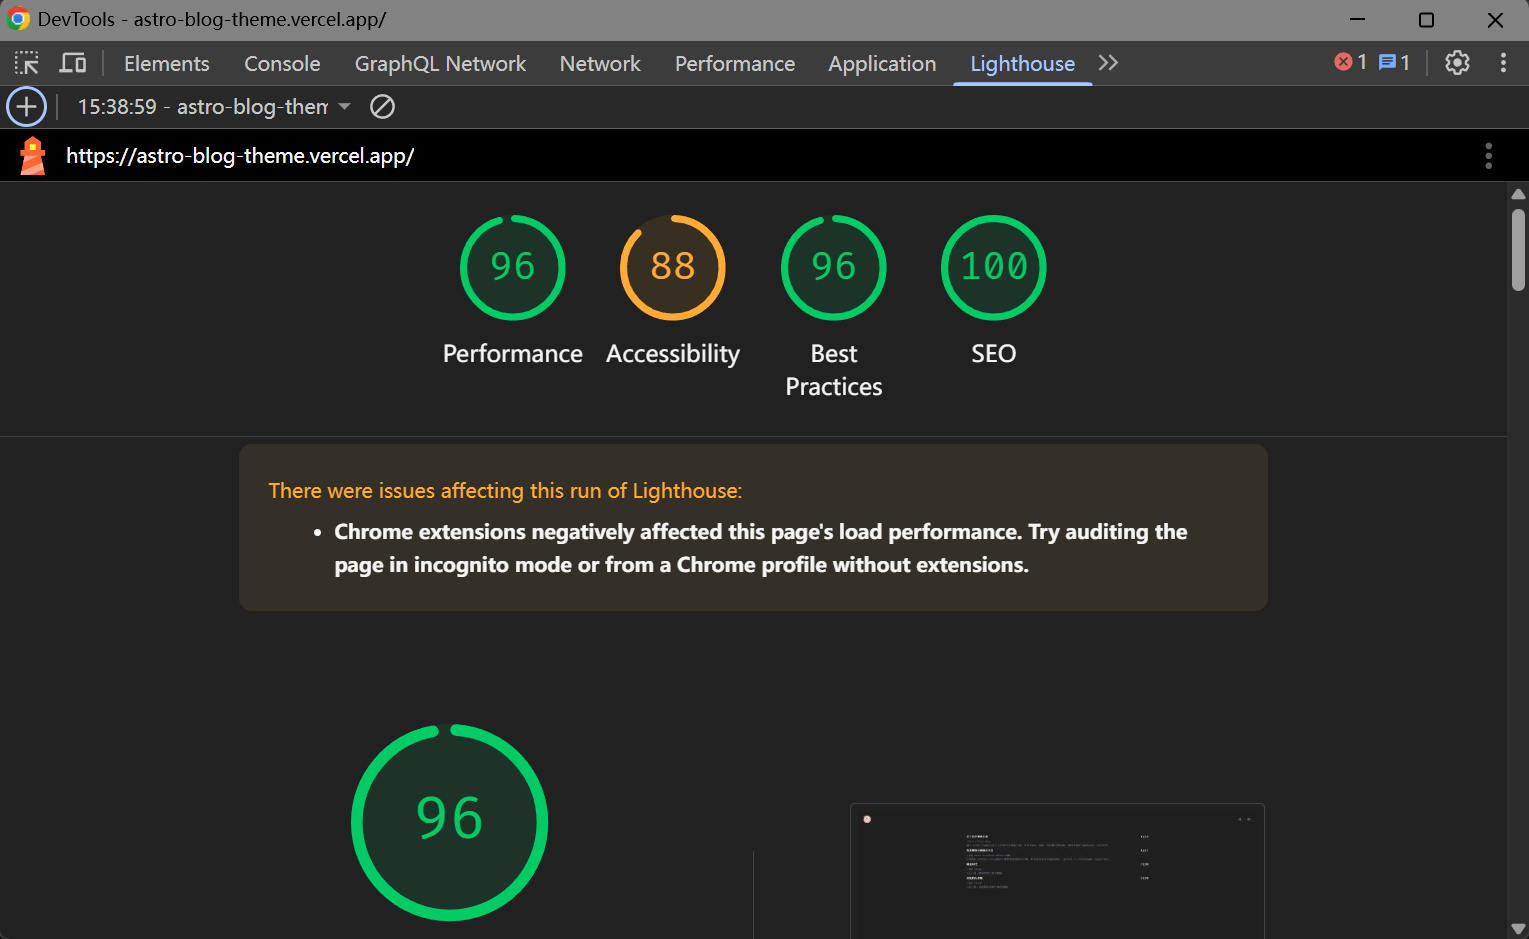 DevTools - astro-blog-theme.vercel.app/
Elements Console GraphQL Network Network Performance Application Lighthouse 1 1
15:38:59 - astro-blog-them
https://astro-blog-theme.vercel.app/
96 88 96 100
Performance Accessibility Best Practices SEO
There were issues affecting this run of Lighthouse:
• Chrome extensions negatively affected this page's load performance. Try auditing the
page in incognito mode or from a Chrome profile without extensions.
96